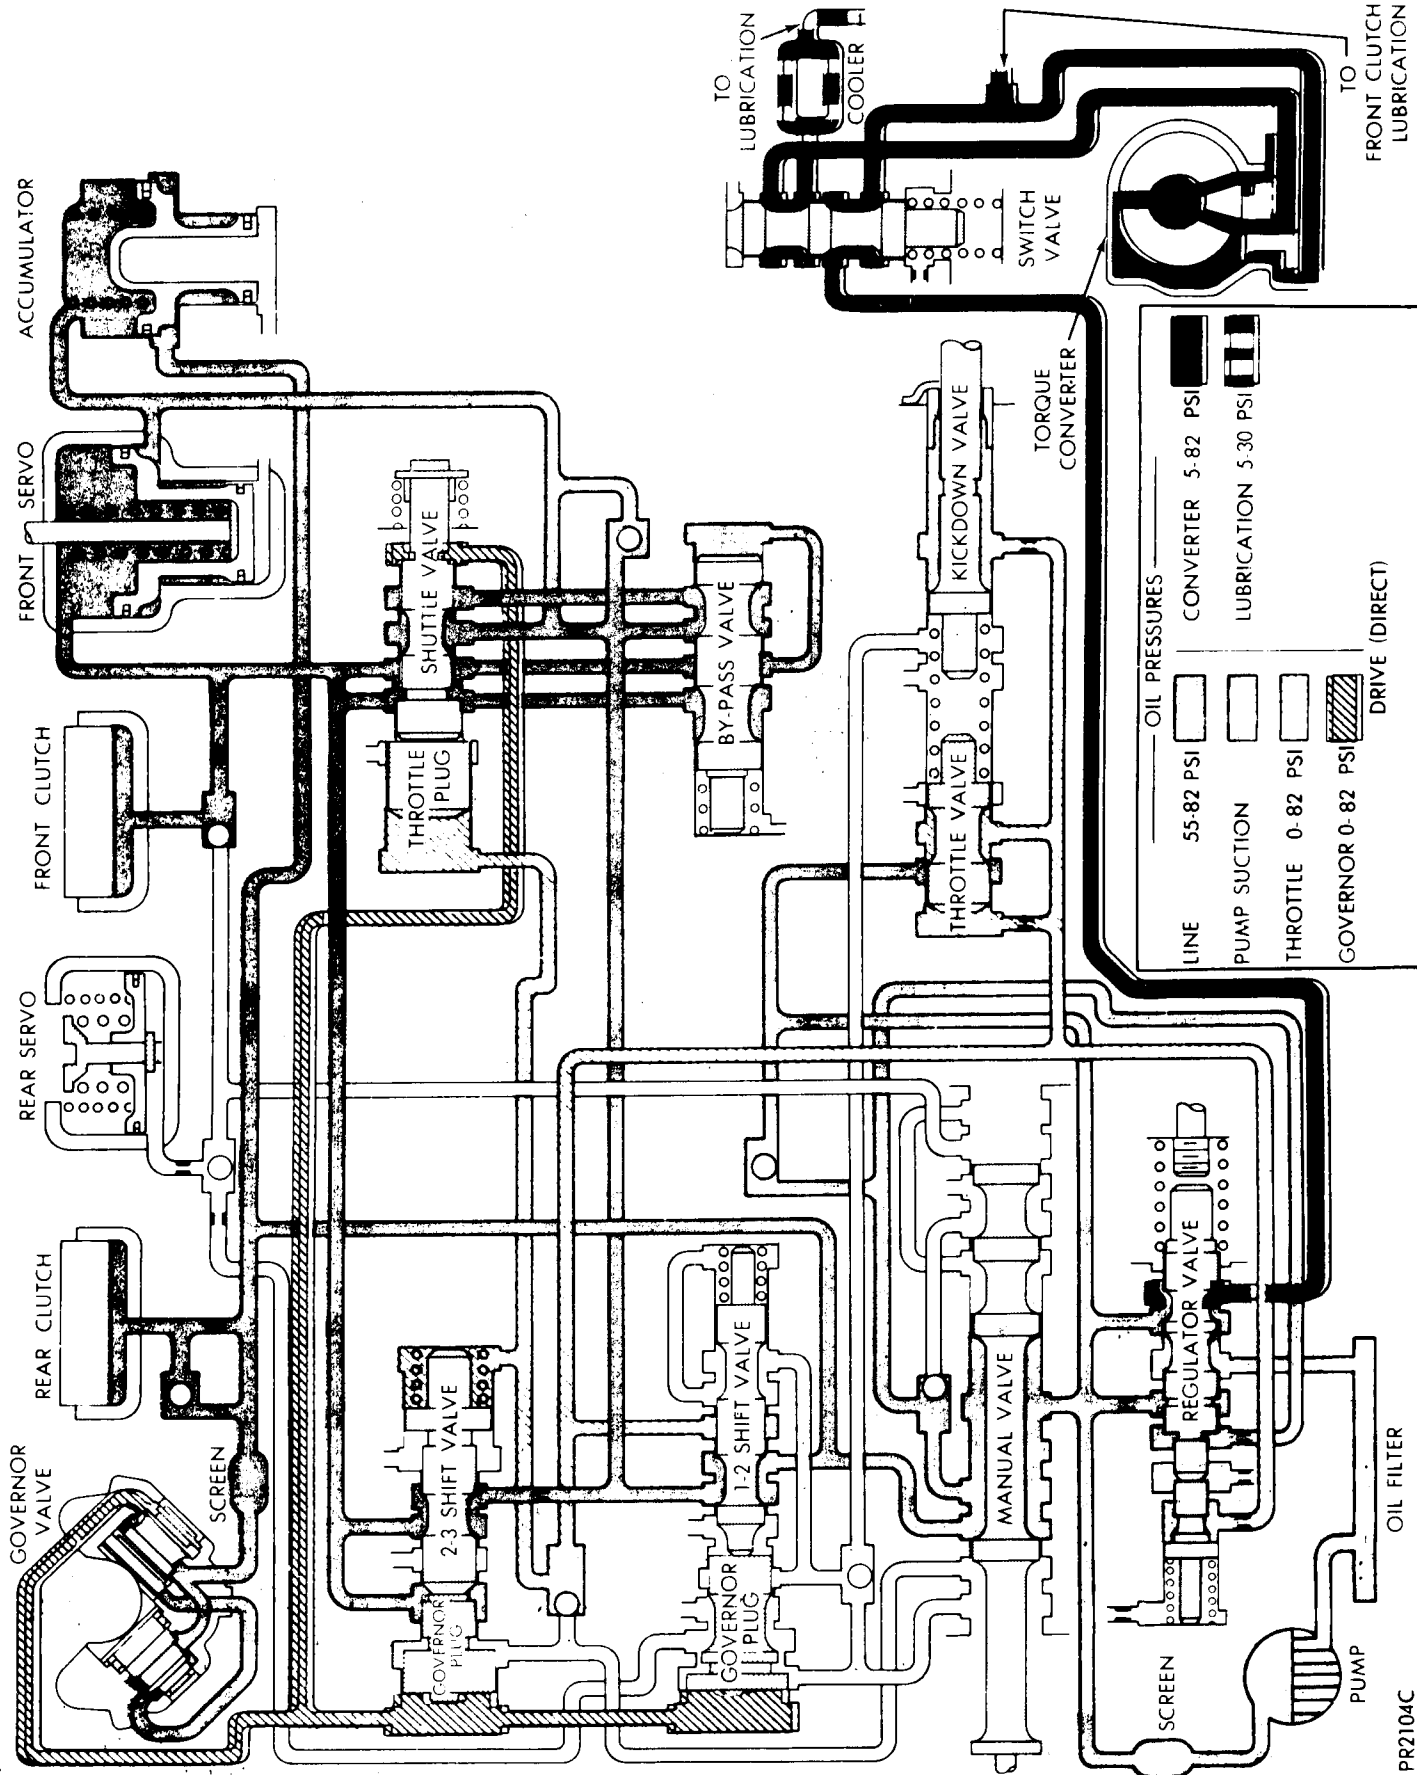 GOVERNOR
VALVE
SCREEN
REAR CLUTCH
REAR SERVO
FRONT CLUTCH
FRONT SERVO
ACCUMULATOR
2-3 SHIFT VALVE
GOVERNOR
PLUG
THROTTLE
PLUG
SHUTTLE VALVE
1-2 SHIFT VALVE
GOVERNOR
PLUG
BY-PASS VALVE
TO
LUBRICATION
COOLER
SWITCH
VALVE
MANUAL VALVE
THROTTLE VALVE
KICKDOWN VALVE
TORQUE
CONVERTER
TO
FRONT CLUTCH
LUBRICATION
REGULATOR VALVE
SCREEN
PUMP
OIL FILTER
OIL PRESSURES
LINE 55-82 PSI
PUMP SUCTION
THROTTLE 0-82 PSI
GOVERNOR 0-82 PSI
CONVERTER 5-82 PSI
LUBRICATION 5-30 PSI
DRIVE (DIRECT)
PR2104C